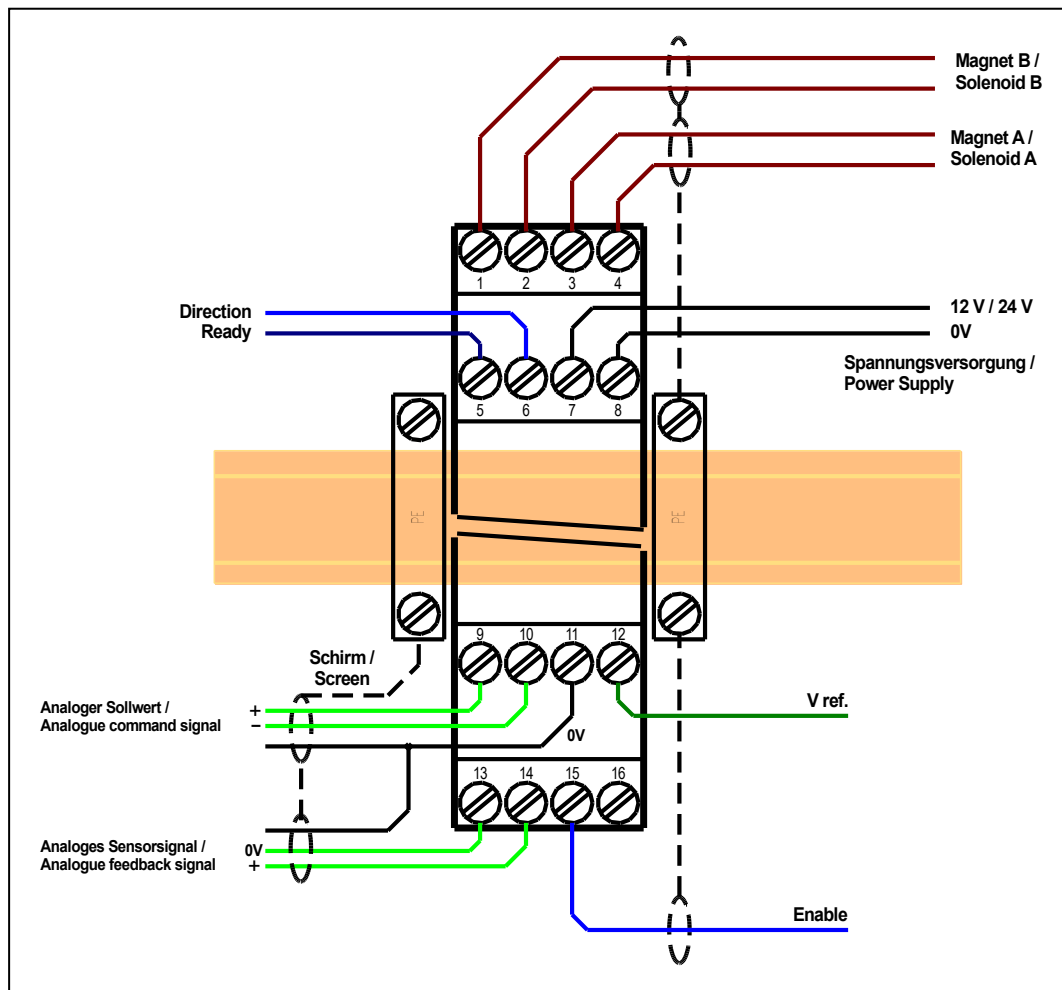 Magnet B /
Solenoid B
Magnet A /
Solenoid A
1 2 3 4
Direction
Ready
12 V / 24 V
0V
Spannungsversorgung /
Power Supply
5 6 7 8
PE PE
9 10 11 12
Schirm /
Screen
Analoger Sollwert /
Analogue command signal
+
−
V ref.
0V
13 14 15 16
Analoges Sensorsignal /
Analogue feedback signal
0V
+
Enable